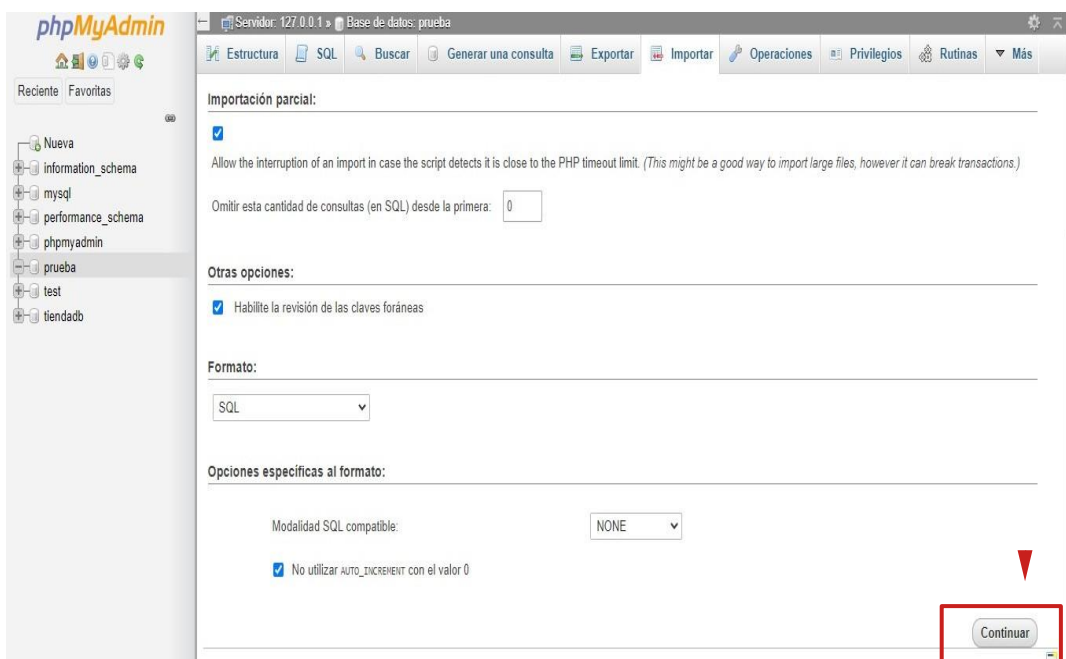 phpMyAdmin
Reciente Favoritas
Nueva
information_schema
mysql
performance_schema
phpmyadmin
prueba
test
tiendadb
Servidor: 127.0.0.1 » Base de datos: prueba
Estructura SQL Buscar Generar una consulta Exportar Importar Operaciones Privilegios Rutinas Más
Importación parcial:
Allow the interruption of an import in case the script detects it is close to the PHP timeout limit. (This might be a good way to import large files, however it can break transactions.)
Omitir esta cantidad de consultas (en SQL) desde la primera: 0
Otras opciones:
Habilite la revisión de las claves foráneas
Formato:
SQL
Opciones específicas al formato:
Modalidad SQL compatible: NONE
No utilizar AUTO_INCREMENT con el valor 0
Continuar